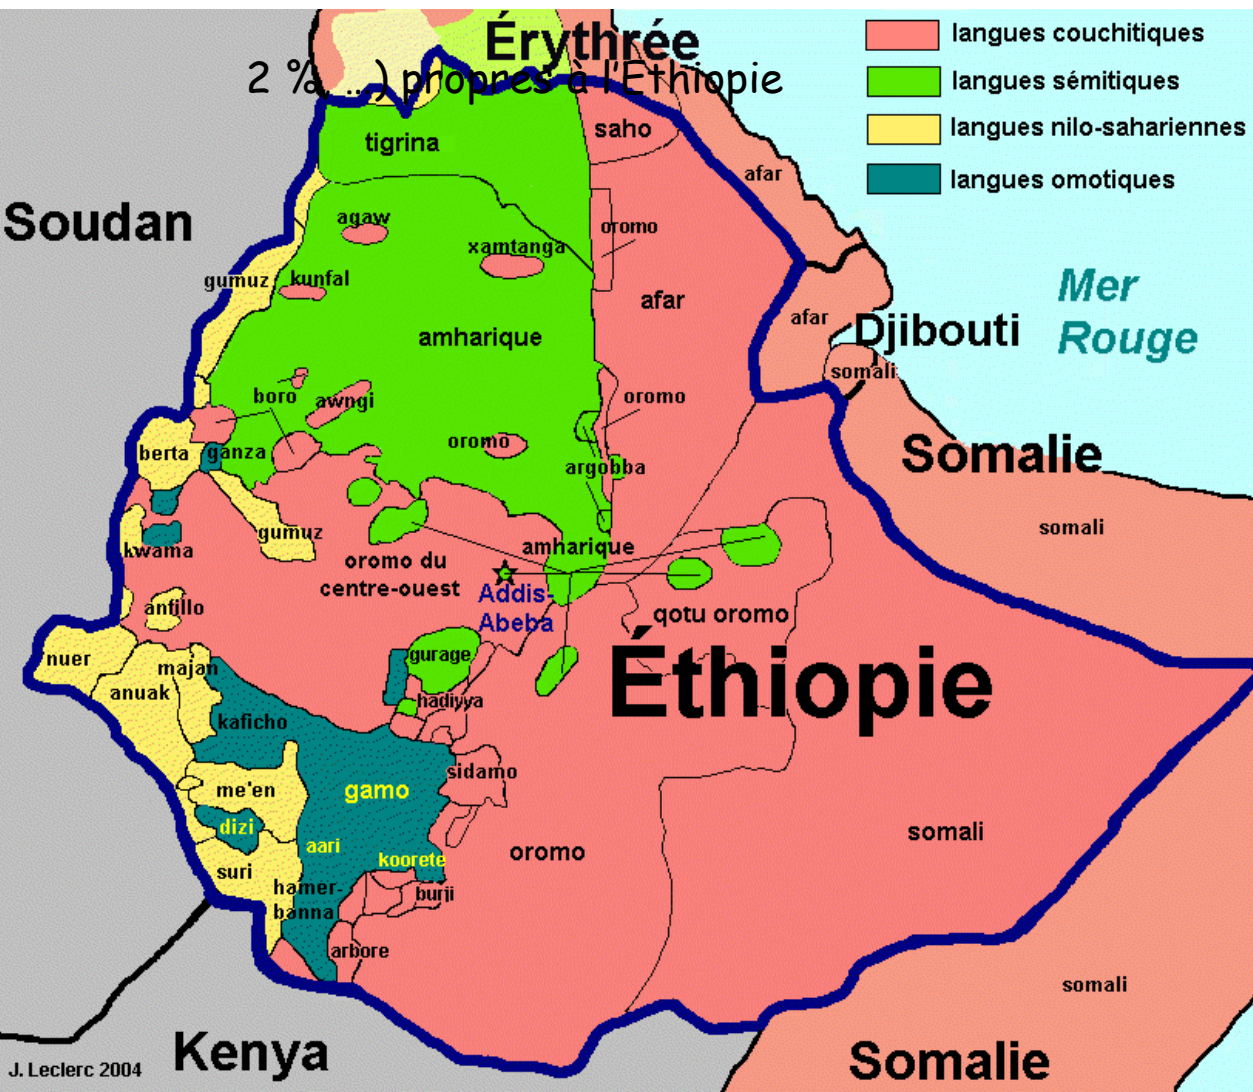 Érythrée
2 %, ...) propres à l'Ethiopie
langues couchitiques
langues sémitiques
langues nilo-sahariennes
langues omotiques
tigrina
saho
afar
Soudan
agaw
oromo
xamtanga
gumuz
kunfal
afar
Mer
Rouge
amharique
afar
Djibouti
somali
boro
awngi
oromo
oromo
berta
ganza
argobba
Somalie
somali
gumuz
kwama
amharique
oromo du
centre-ouest
Addis-
Abeba
anfillo
qotu oromo
nuer
majan
gurage
Éthiopie
anuak
hadiyya
kaficho
sidamo
me'en
gamo
dizi
aari
somali
koorete
oromo
suri
hamer-
banna
burji
arbore
somali
Kenya
Somalie
J. Leclerc 2004